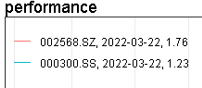 performance
002568.SZ, 2022-03-22, 1.76
000300.SS, 2022-03-22, 1.23